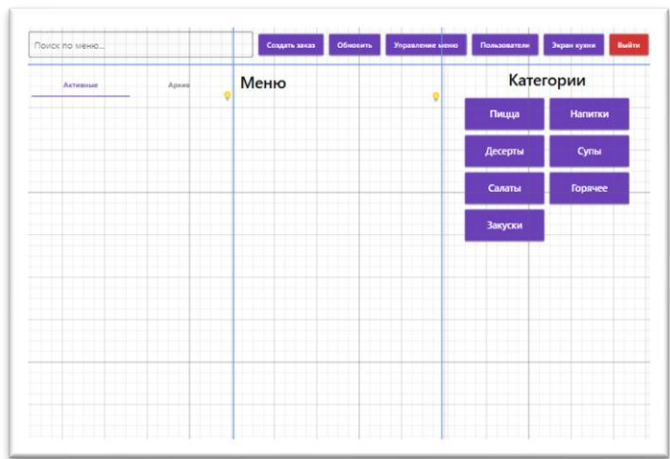 Поиск по меню...
Создать заказ
Обновить
Управление меню
Пользователи
Экран кухни
Выйти
Активные
Архив
Меню
Категории
Пицца
Напитки
Десерты
Супы
Салаты
Горячее
Закуски